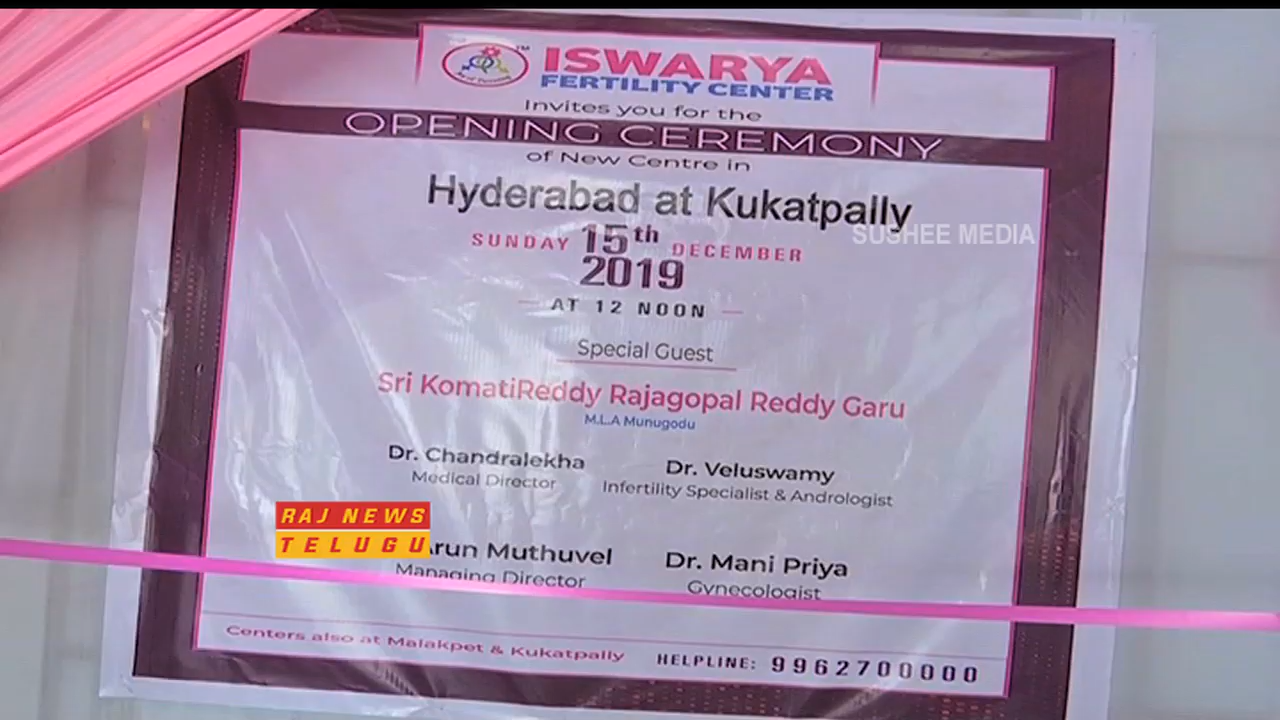 ISWARYA
FERTILITY CENTER
Invites you for the
OPENING CEREMONY
of New Centre in
Hyderabad at Kukatpally
SUSHEE MEDIA
SUNDAY 15th DECEMBER
2019
AT 12 NOON
Special Guest
Sri KomatiReddy Rajagopal Reddy Garu
M.L.A Munugodu
Dr. Chandralekha
Medical Director
Dr. Veluswamy
Infertility Specialist & Andrologist
RAJ NEWS
TELUGU
Arun Muthuvel
Managing Director
Dr. Mani Priya
Gynecologist
Centers also at Malakpet & Kukatpally
HELPLINE: 9962700000